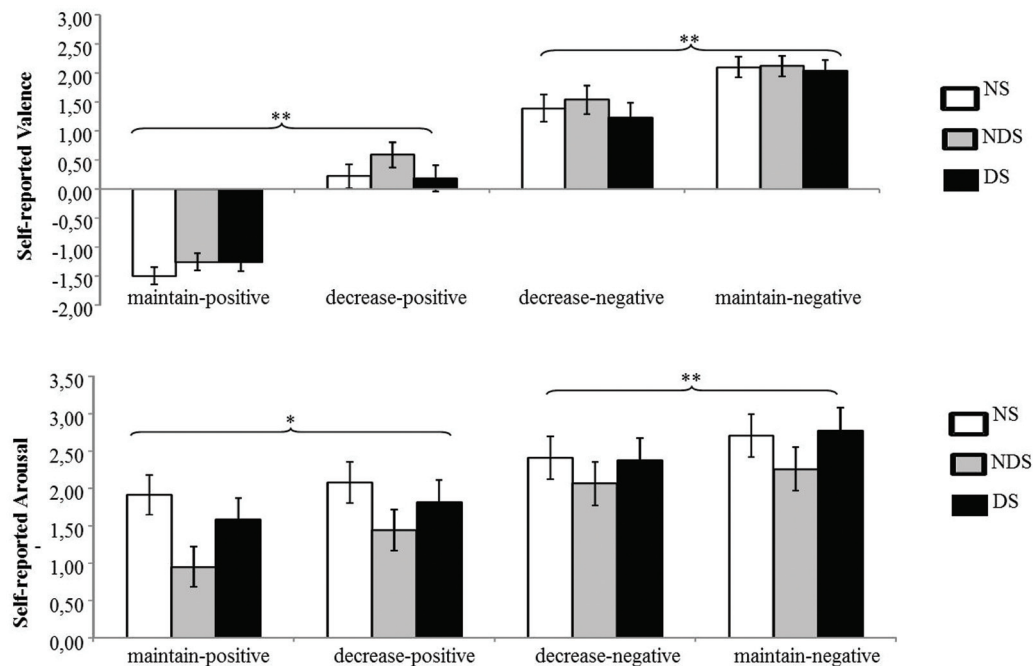 Self-reported Valence
3,00
2,50
2,00
1,50
1,00
0,50
0,00
-0,50
-1,00
-1,50
-2,00
**
**
maintain-positive
decrease-positive
decrease-negative
maintain-negative
NS
NDS
DS
Self-reported Arousal
3,50
3,00
2,50
2,00
1,50
1,00
0,50
0,00
*
**
maintain-positive
decrease-positive
decrease-negative
maintain-negative
NS
NDS
DS